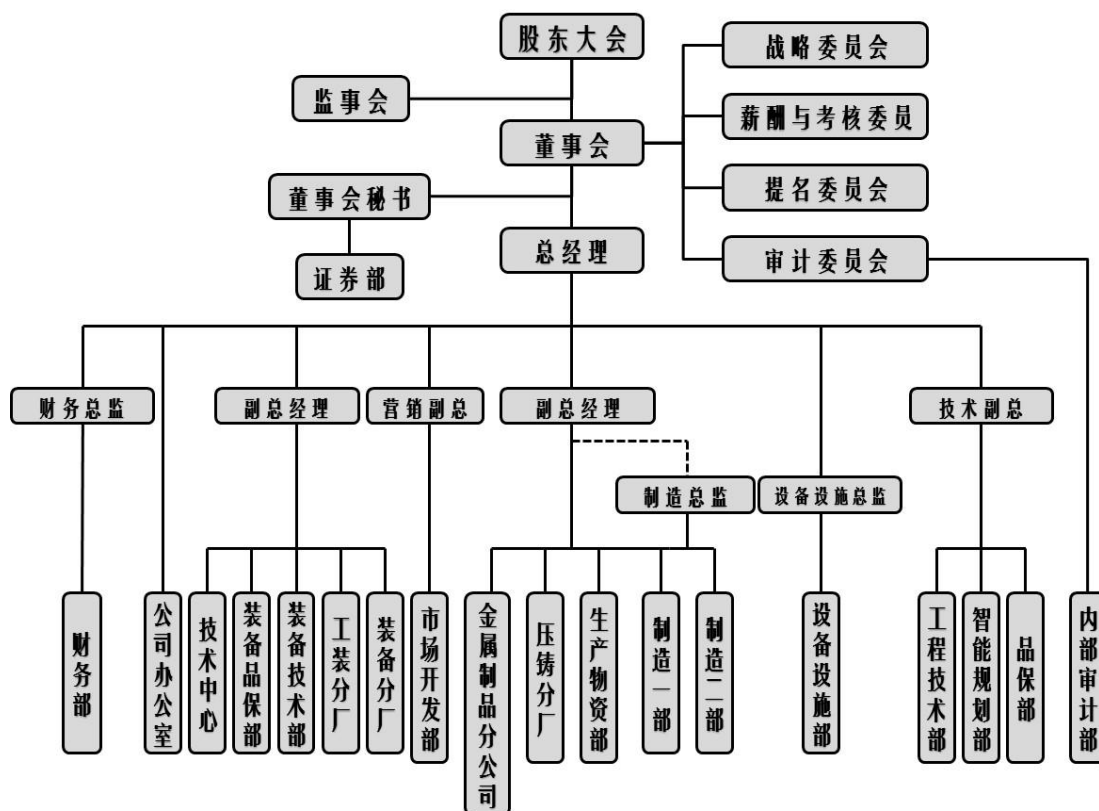 股东大会
战略委员会
监事会
薪酬与考核委员
董事会
提名委员会
董事会秘书
总经理
审计委员会
证券部
财务总监
副总经理
营销副总
副总经理
技术副总
制造总监
设备设施总监
财务部
公司办公室
技术中心
装备品保部
装备技术部
工装分厂
装备分厂
市场开发部
金属制品分公司
压铸分厂
生产物资部
制造一部
制造二部
设备设施部
工程技术部
智能规划部
品保部
内部审计部